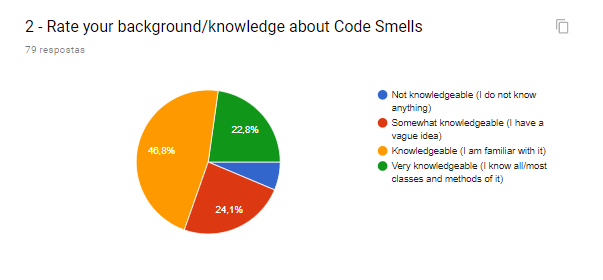 2 - Rate your background/knowledge about Code Smells
79 respostas
22,8%
46,8%
24,1%
Not knowledgeable (I do not know
anything)
Somewhat knowledgeable (I have a
vague idea)
Knowledgeable (I am familiar with it)
Very knowledgeable (I know all/most
classes and methods of it)